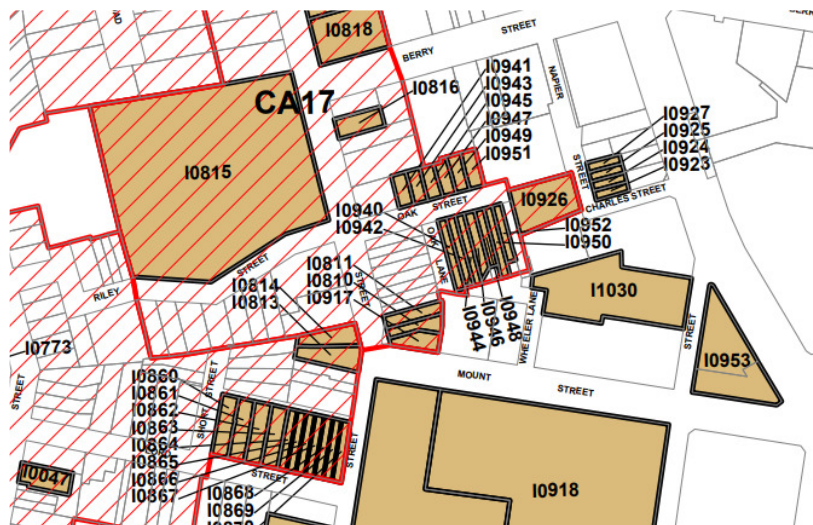 I0818
BERRY
STREET
CA17
I0816
I0941
I0943
I0945
I0947
I0949
I0951
NAPIER
STREET
I0927
I0925
I0924
I0923
CHARLES STREET
I0815
OAK
STREET
I0926
I0940
I0942
OAK
LANE
I0952
I0950
STREET
RILEY
I0811
I0810
I0917
STREET
I0814
I0813
I0944
I0946
I0948
WHEELER LANE
I1030
STREET
I0953
I0773
STREET
MOUNT
STREET
I0860
I0861
I0862
I0863
I0864
I0865
I0866
I0867
SHORT
STREET
STREET
STREET
I0047
I0868
I0869
I0918